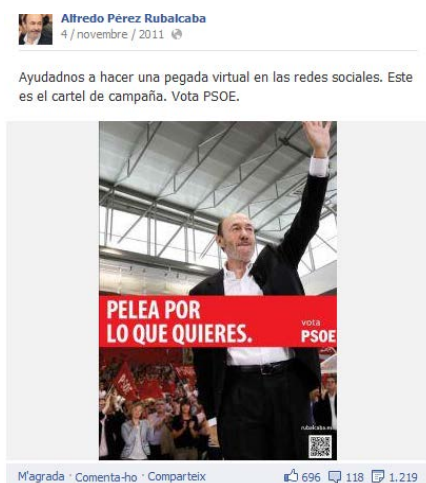 Alfredo Pérez Rubalcaba
4 / novembre / 2011
Ayudadnos a hacer una pegada virtual en las redes sociales. Este
es el cartel de campaña. Vota PSOE.
PELEA POR
LO QUE QUIERES.
vota
PSOE
rubalcaba.es
M'agrada · Comenta-ho · Comparteix
696 118 1.219